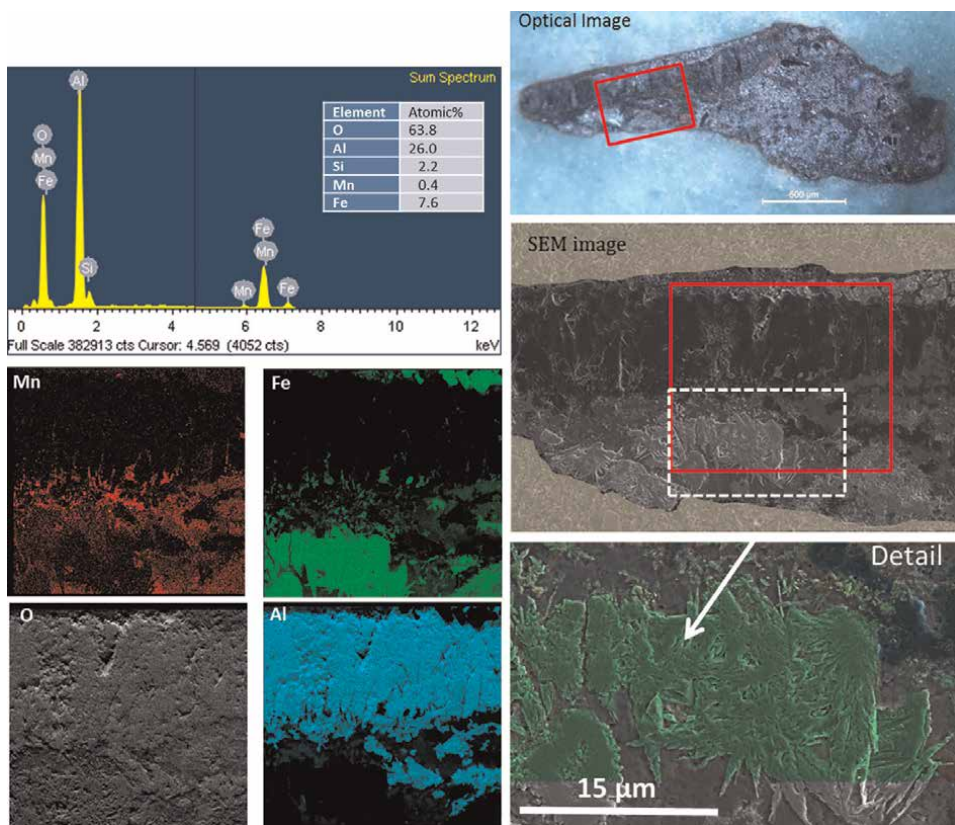 Sum Spectrum
Al
O
Mn
Fe
Si
Fe
Mn
Mn
Fe
Element Atomic%
O 63.8
Al 26.0
Si 2.2
Mn 0.4
Fe 7.6
0 2 4 6 8 10 12
Full Scale 382913 cts Cursor: 4.569 (4052 cts) keV
Mn
Fe
O
Al
Optical Image
600 µm
SEM image
Detail
15 µm